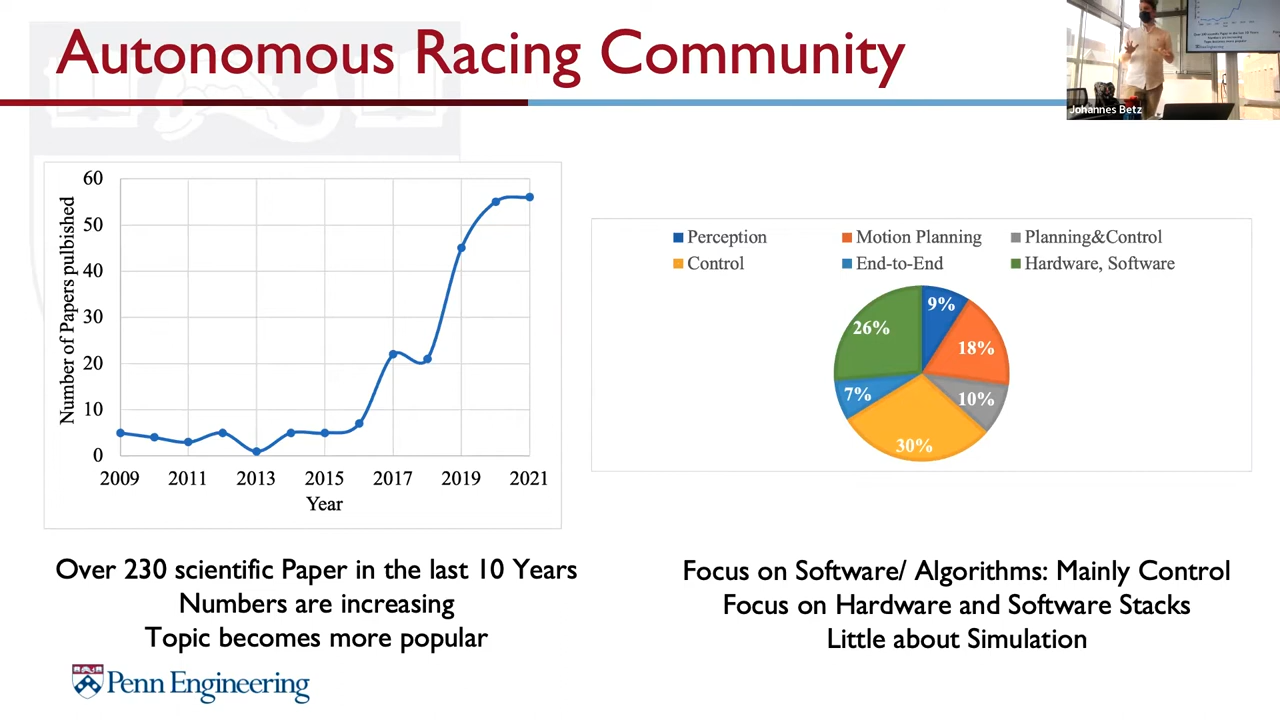 Autonomous Racing Community
Johannes Betz
Number of Papers pulbished
60
50
40
30
20
10
0
2009 2011 2013 2015 2017 2019 2021
Year
Perception Motion Planning Planning&Control
Control End-to-End Hardware, Software
9%
26%
18%
7%
10%
30%
Over 230 scientific Paper in the last 10 Years
Numbers are increasing
Topic becomes more popular
Focus on Software/ Algorithms: Mainly Control
Focus on Hardware and Software Stacks
Little about Simulation
Penn Engineering